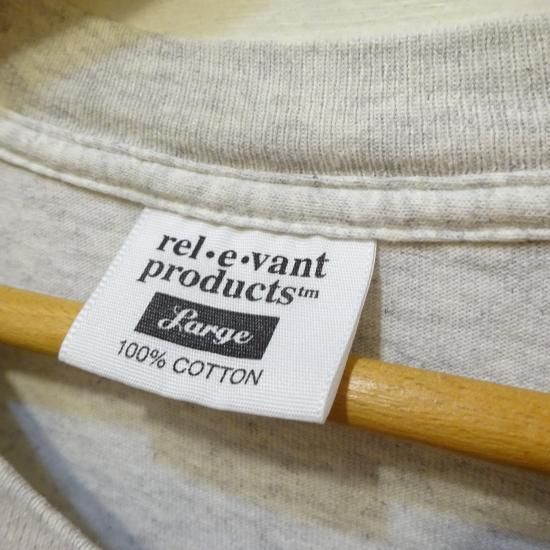 rel•e•vant
products™
Large
100% COTTON